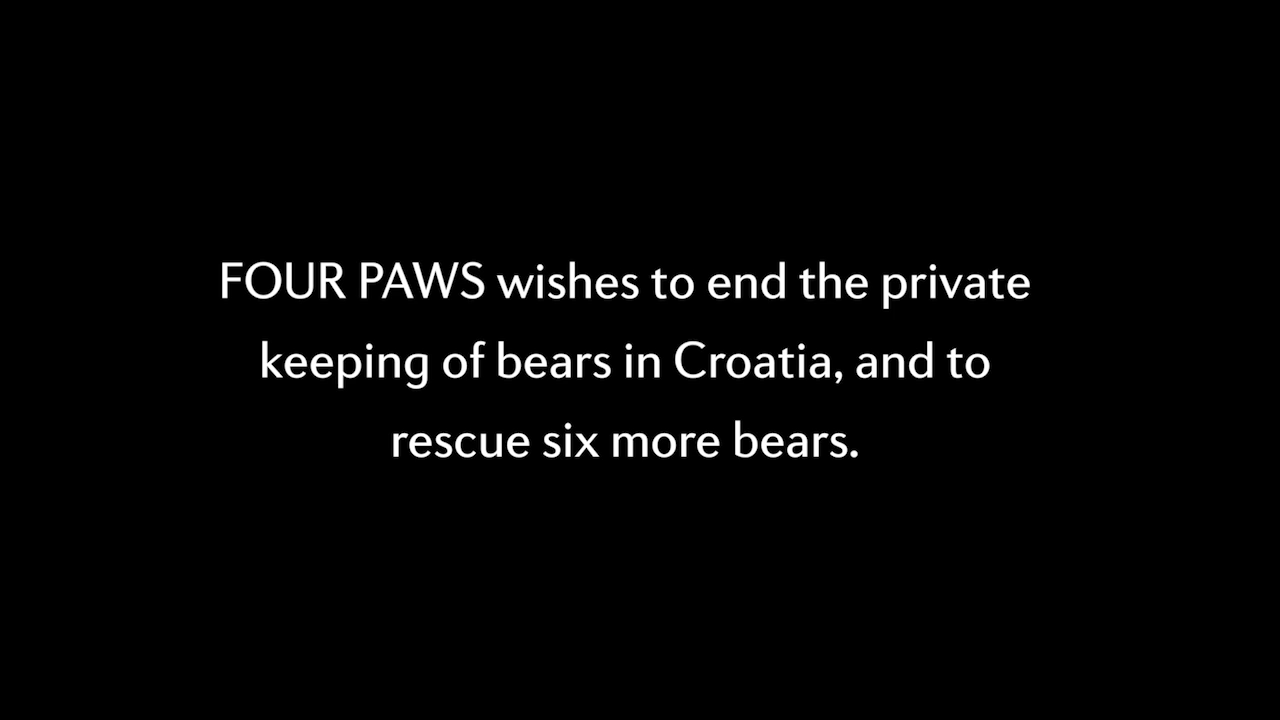 FOUR PAWS wishes to end the private
keeping of bears in Croatia, and to
rescue six more bears.